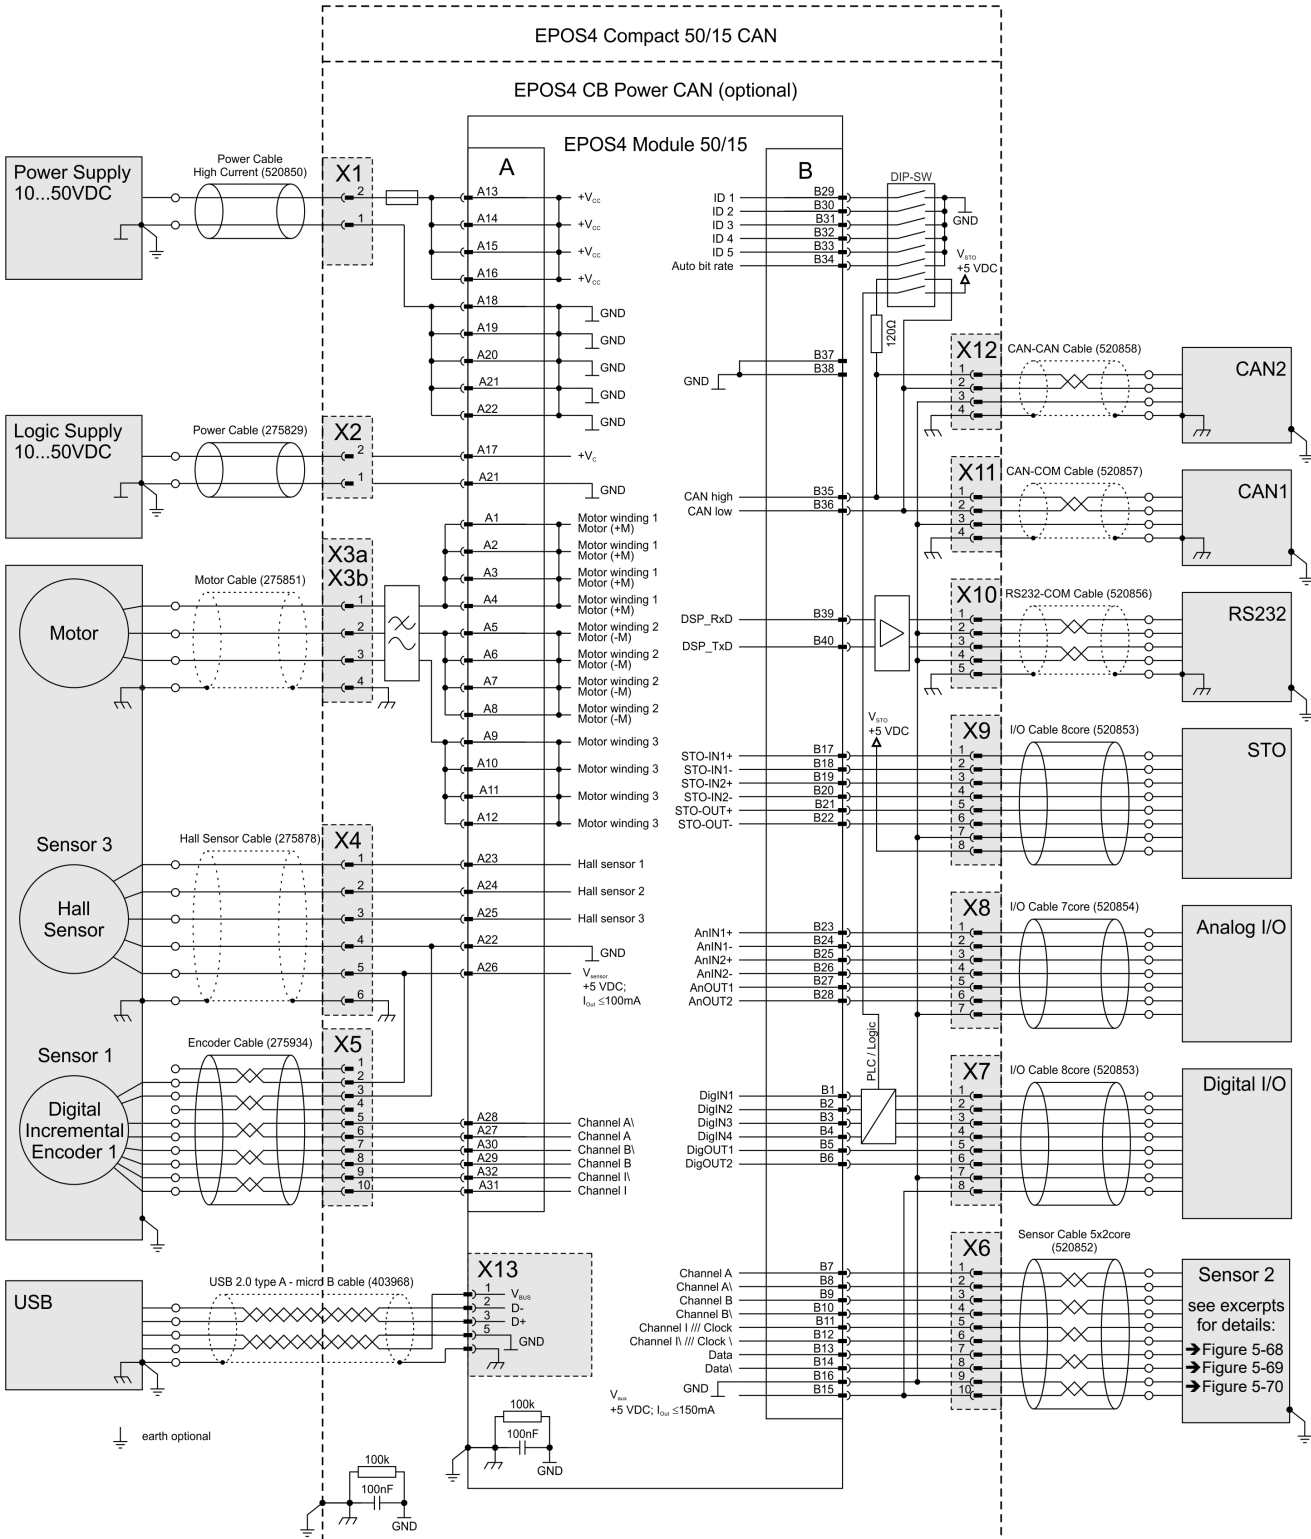 EPOS4 Compact 50/15 CAN
EPOS4 CB Power CAN (optional)
EPOS4 Module 50/15
Power Supply
10...50VDC
Power Cable
High Current (520850)
X1
2
1
A
A13
+Vcc
A14
+Vcc
A15
+Vcc
A16
+Vcc
A18
GND
A19
GND
A20
GND
A21
GND
A22
GND
Logic Supply
10...50VDC
Power Cable (275829)
X2
2
1
A17
+Vc
A21
GND
X3a
X3b
Motor
Motor Cable (275851)
1
2
3
4
A1
Motor winding 1
Motor (+M)
A2
Motor winding 1
Motor (+M)
A3
Motor winding 1
Motor (+M)
A4
Motor winding 1
Motor (+M)
A5
Motor winding 2
Motor (-M)
A6
Motor winding 2
Motor (-M)
A7
Motor winding 2
Motor (-M)
A8
Motor winding 2
Motor (-M)
A9
Motor winding 3
A10
Motor winding 3
A11
Motor winding 3
A12
Motor winding 3
Sensor 3
Hall
Sensor
Hall Sensor Cable (275878)
X4
1
2
3
4
5
6
A23
Hall sensor 1
A24
Hall sensor 2
A25
Hall sensor 3
A22
GND
A26
Vsensor
+5 VDC;
IOut ≤100mA
Sensor 1
Digital
Incremental
Encoder 1
Encoder Cable (275934)
X5
1
2
3
4
5
6
7
8
9
10
A28
Channel A\
A27
Channel A
A30
Channel B\
A29
Channel B
A32
Channel I\
A31
Channel I
USB
USB 2.0 type A - micro B cable (403968)
X13
1
VBUS
2
D-
3
D+
5
GND
earth optional
100k
100nF
GND
100k
100nF
GND
B
DIP-SW
ID 1
B29
ID 2
B30
ID 3
B31
ID 4
B32
ID 5
B33
Auto bit rate
B34
GND
VSTO
+5 VDC
120Ω
GND
B37
B38
X12
1
2
3
4
CAN-CAN Cable (520858)
CAN2
CAN high
B35
CAN low
B36
X11
1
2
3
4
CAN-COM Cable (520857)
CAN1
DSP_RxD
B39
DSP_TxD
B40
X10
1
2
3
4
5
RS232-COM Cable (520856)
RS232
VSTO
+5 VDC
STO-IN1+
B17
STO-IN1-
B18
STO-IN2+
B19
STO-IN2-
B20
STO-OUT+
B21
STO-OUT-
B22
X9
1
2
3
4
5
6
7
8
I/O Cable 8core (520853)
STO
AnIN1+
B23
AnIN1-
B24
AnIN2+
B25
AnIN2-
B26
AnOUT1
B27
AnOUT2
B28
X8
1
2
3
4
5
6
7
I/O Cable 7core (520854)
Analog I/O
PLC / Logic
DigIN1
B1
DigIN2
B2
DigIN3
B3
DigIN4
B4
DigOUT1
B5
DigOUT2
B6
X7
1
2
3
4
5
6
7
8
I/O Cable 8core (520853)
Digital I/O
Channel A
B7
Channel A\
B8
Channel B
B9
Channel B\
B10
Channel I /// Clock
B11
Channel I\ /// Clock \
B12
Data
B13
Data\
B14
GND
B16
B15
Vaux
+5 VDC; IOut ≤150mA
X6
1
2
3
4
5
6
7
8
9
10
Sensor Cable 5x2core
(520852)
Sensor 2
see excerpts
for details:
➔Figure 5-68
➔Figure 5-69
➔Figure 5-70